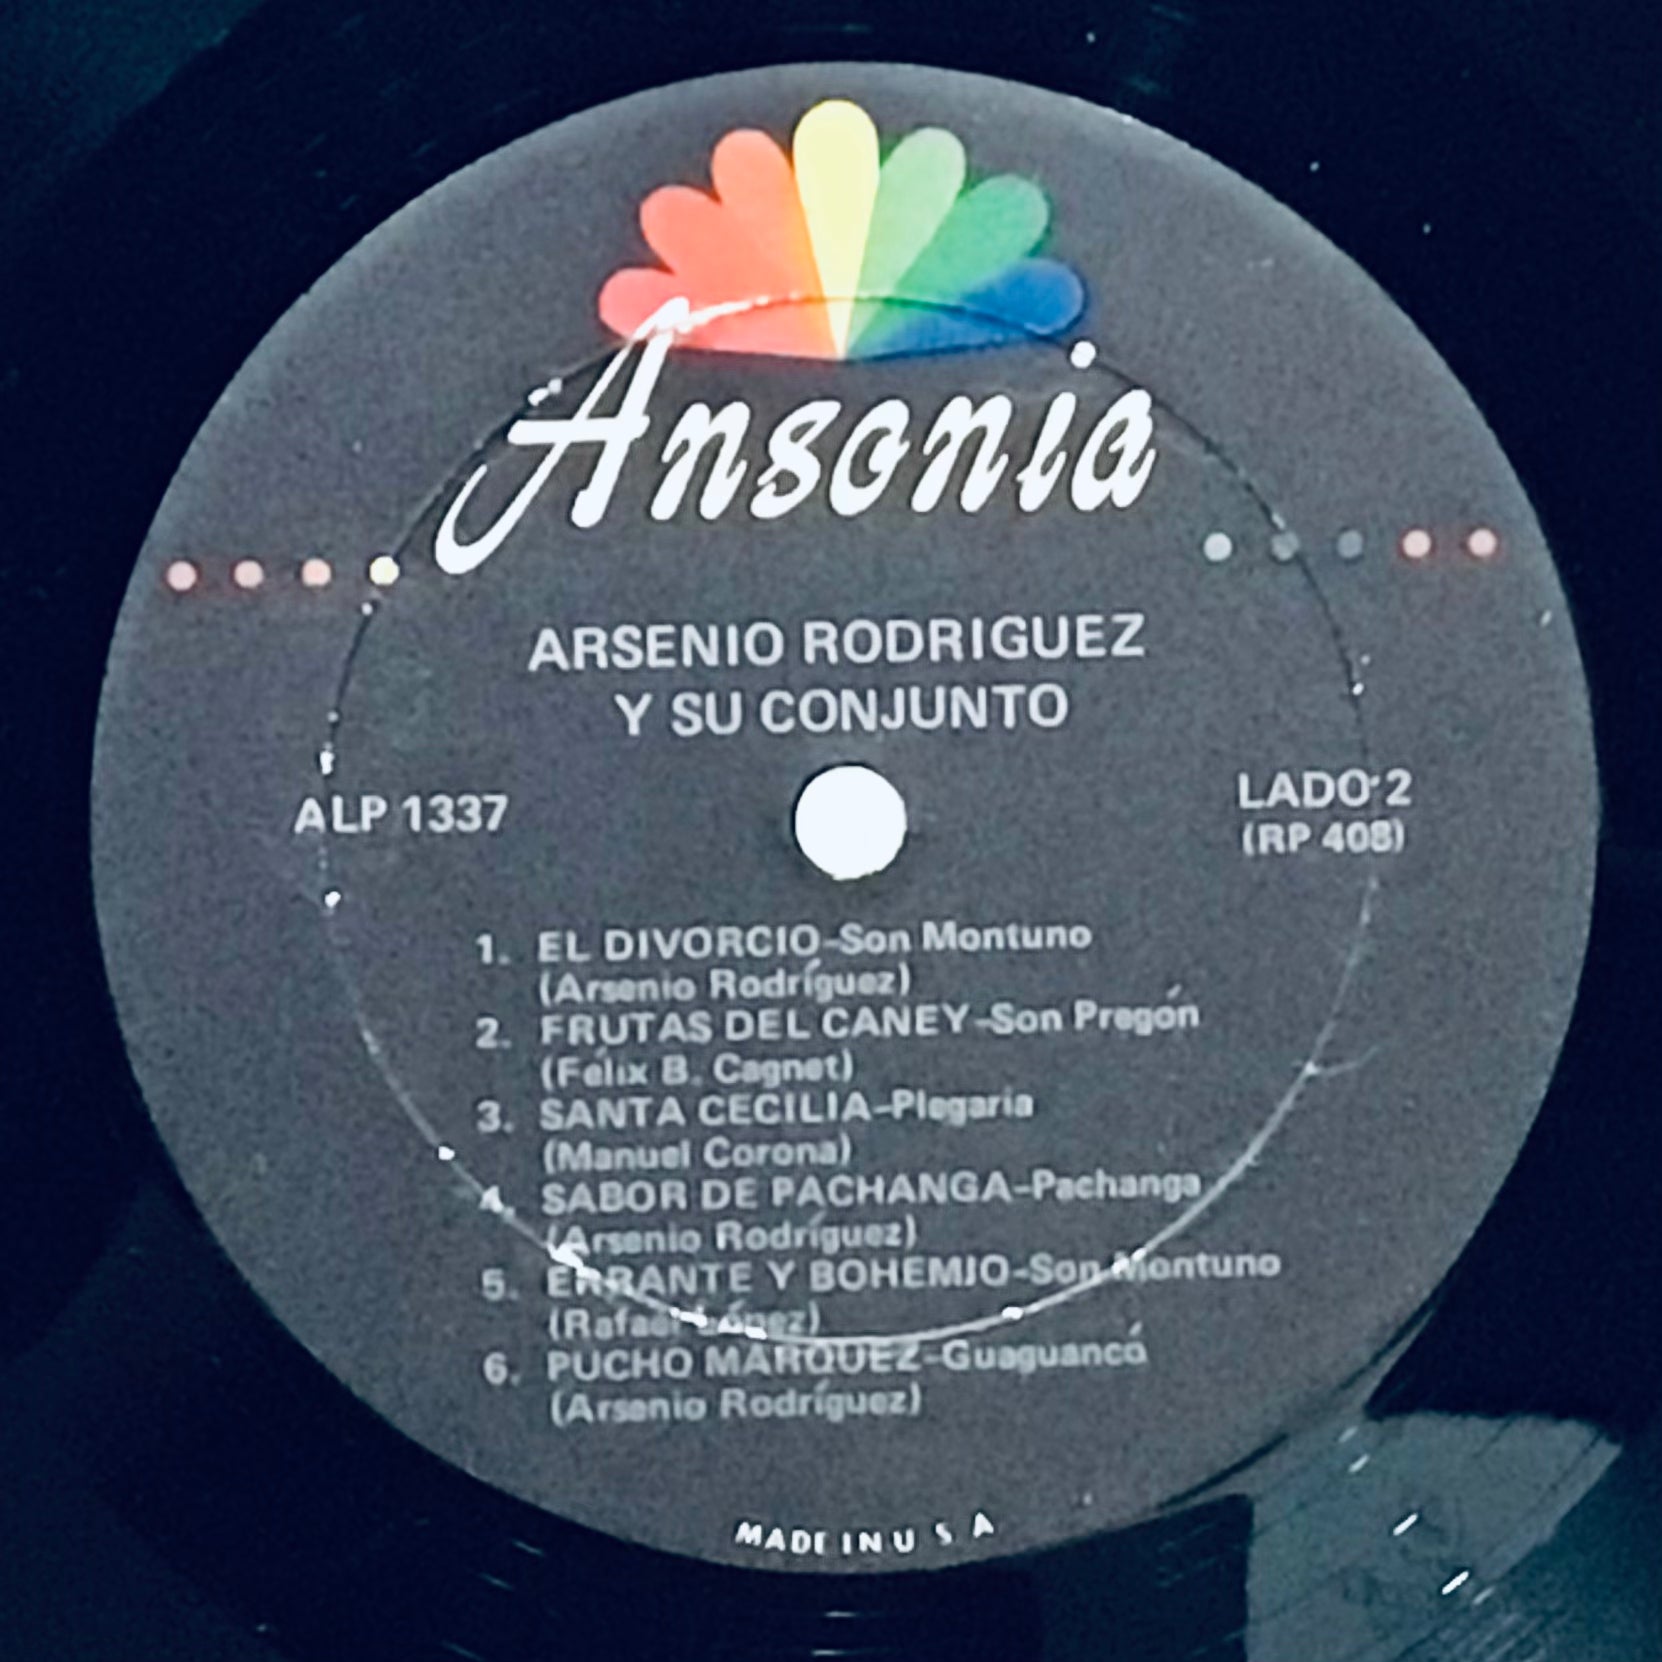 Ansonia
ARSENIO RODRIGUEZ
Y SU CONJUNTO
ALP 1337
LADO 2
(RP 408)
1. EL DIVORCIO-Son Montuno
(Arsenio Rodríguez)
2. FRUTAS DEL CANEY-Son Pregón
(Félix B. Cagnet)
3. SANTA CECILIA-Plegaria
(Manuel Corona)
4. SABOR DE PACHANGA-Pachanga
(Arsenio Rodríguez)
5. ERRANTE Y BOHEMIO-Son Montuno
(Rafael López)
6. PUCHO MARQUEZ-Guaguancó
(Arsenio Rodríguez)
MADE IN U S A